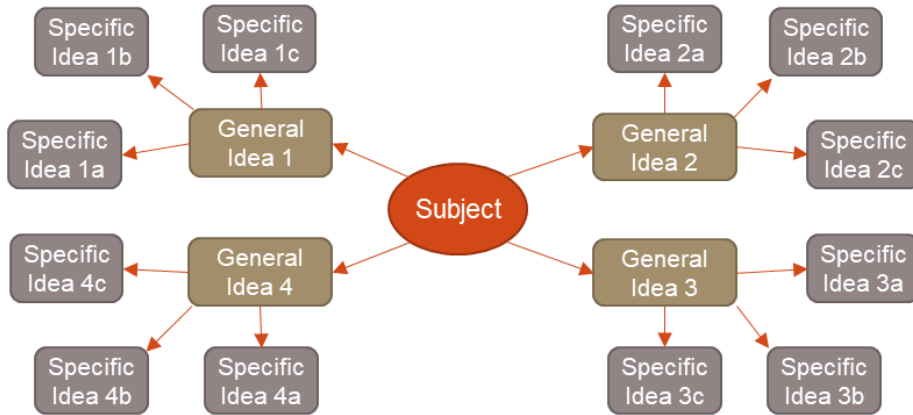 Specific
Idea 1b
Specific
Idea 1c
Specific
Idea 2a
Specific
Idea 2b
General
Idea 1
General
Idea 2
Specific
Idea 1a
Specific
Idea 2c
Subject
Specific
Idea 4c
General
Idea 4
General
Idea 3
Specific
Idea 3a
Specific
Idea 4b
Specific
Idea 4a
Specific
Idea 3c
Specific
Idea 3b